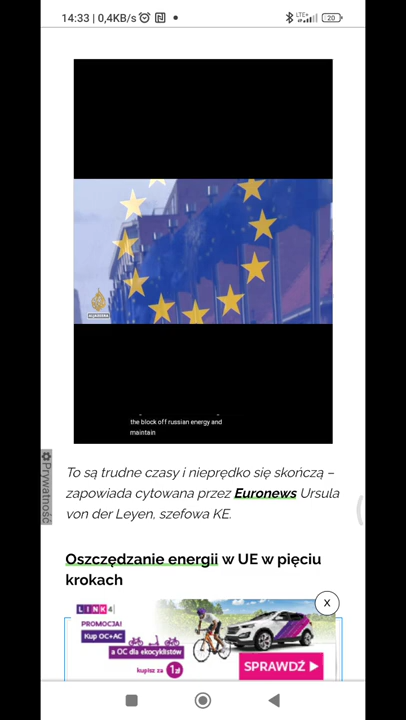 14:33 | 0,4KB/s
LTE+
20
ALJAZEERA
the block off russian energy and
maintain
Prywatność
To są trudne czasy i nieprędko się skończą –
zapowiada cytowana przez Euronews Ursula
von der Leyen, szefowa KE.
Oszczędzanie energii w UE w pięciu
krokach
X
LINK4
PROMOCJA!
Kup OC+AC
a OC dla ekocyklistów
kupisz za 1zł
SPRAWDŹ